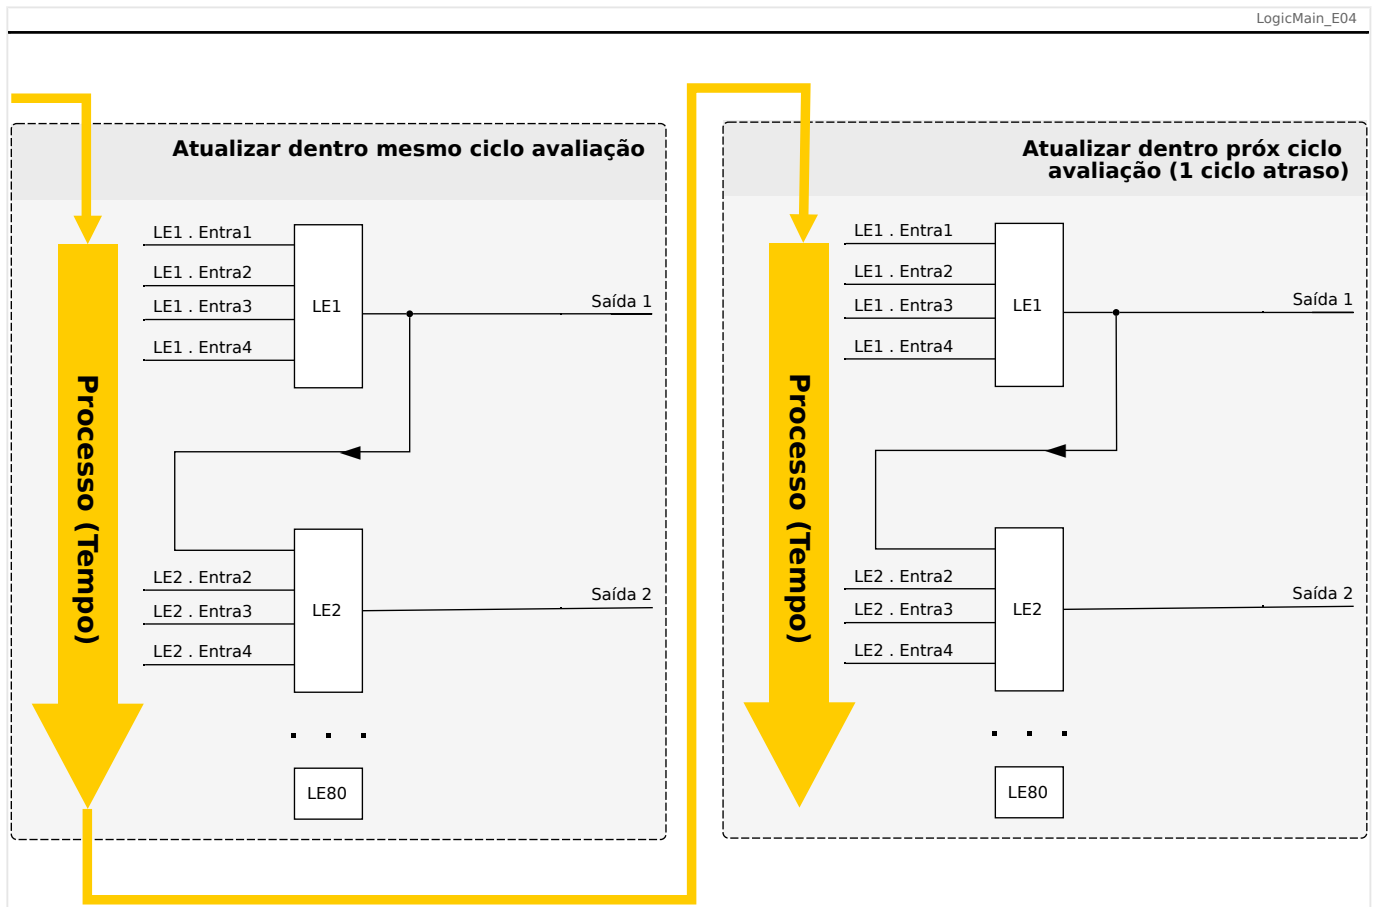 LogicMain_E04
Atualizar dentro mesmo ciclo avaliação
LE1 . Entra1
LE1 . Entra2
LE1 . Entra3
LE1 . Entra4
LE1
Saída 1
Processo (Tempo)
LE2 . Entra2
LE2 . Entra3
LE2 . Entra4
LE2
Saída 2
LE80
Atualizar dentro próx ciclo
avaliação (1 ciclo atraso)
LE1 . Entra1
LE1 . Entra2
LE1 . Entra3
LE1 . Entra4
LE1
Saída 1
Processo (Tempo)
LE2 . Entra2
LE2 . Entra3
LE2 . Entra4
LE2
Saída 2
LE80